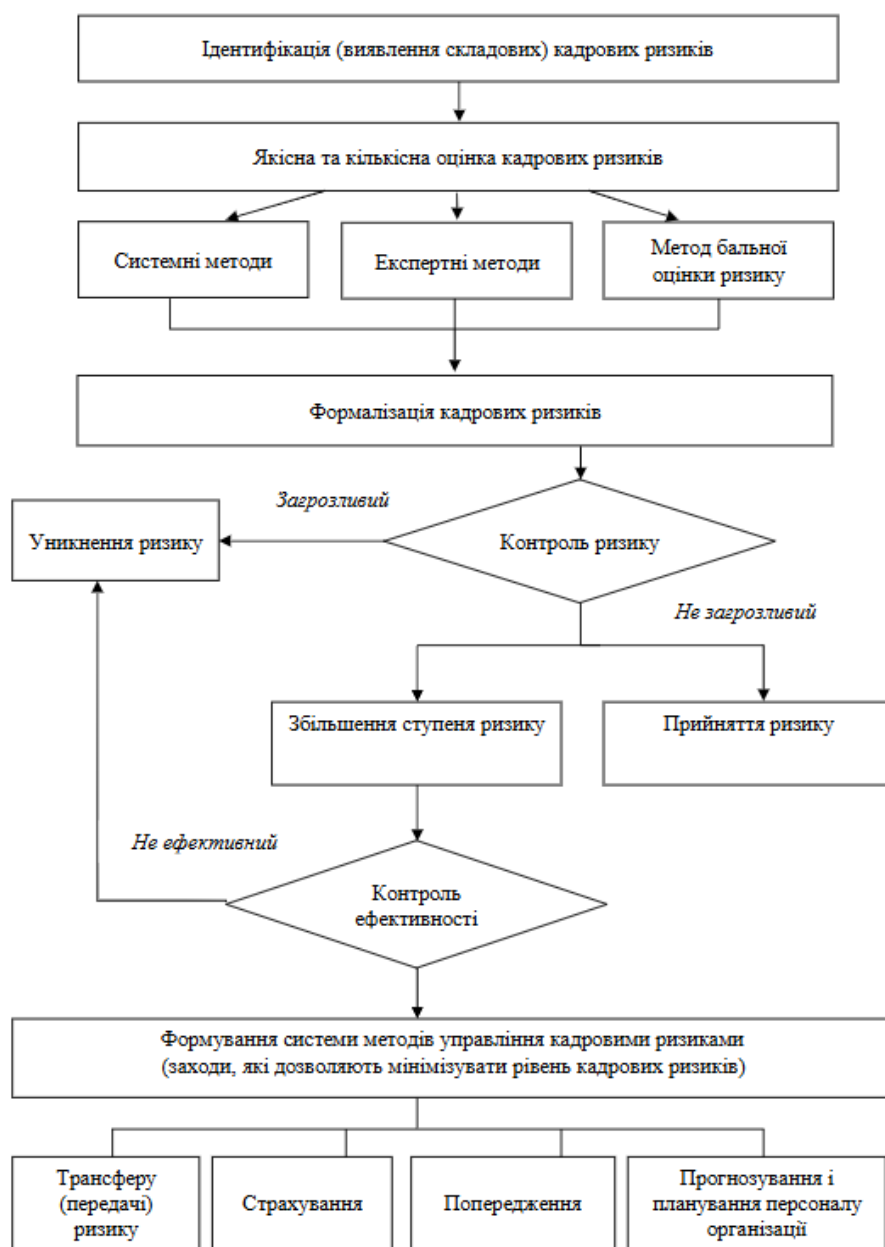 Ідентифікація (виявлення складових) кадрових ризиків
Якісна та кількісна оцінка кадрових ризиків
Системні методи
Експертні методи
Метод бальної
оцінки ризику
Формалізація кадрових ризиків
Загрозливий
Уникнення ризику
Контроль ризику
Не загрозливий
Збільшення ступеня ризику
Прийняття ризику
Не ефективний
Контроль
ефективності
Формування системи методів управління кадровими ризиками
(заходи, які дозволяють мінімізувати рівень кадрових ризиків)
Трансферу
(передачі)
ризику
Страхування
Попередження
Прогнозування і
планування персоналу
організації